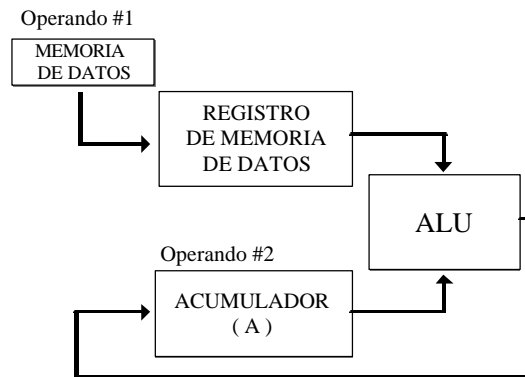 Operando #1
MEMORIA
DE DATOS
REGISTRO
DE MEMORIA
DE DATOS
ALU
Operando #2
ACUMULADOR
( A )